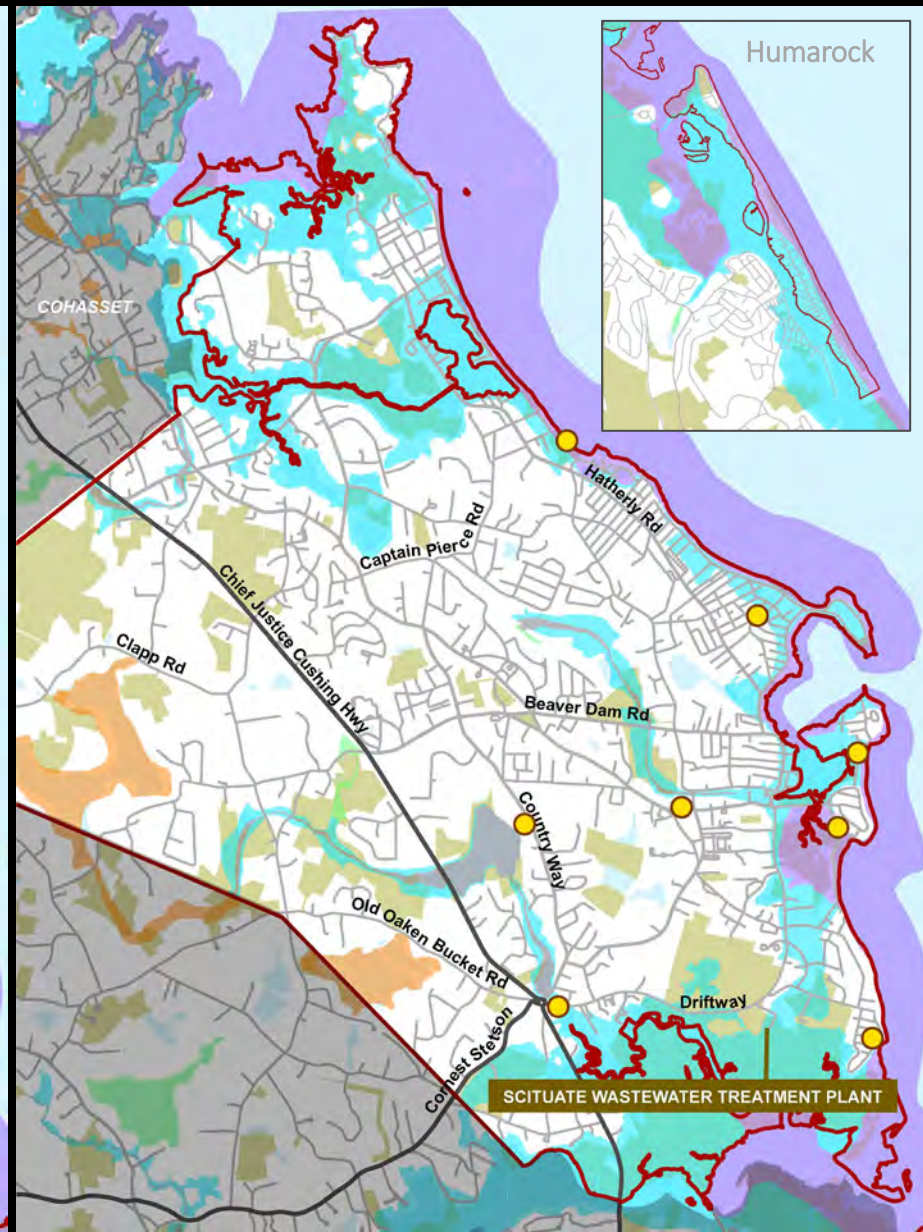 Humarock
COHASSET
Hatherly Rd
Captain Pierce Rd
Chief Justice Cushing Hwy
Clapp Rd
Beaver Dam Rd
Country Way
Old Oaken Bucket Rd
Driftway
Cornest Stetson
SCITUATE WASTEWATER TREATMENT PLANT